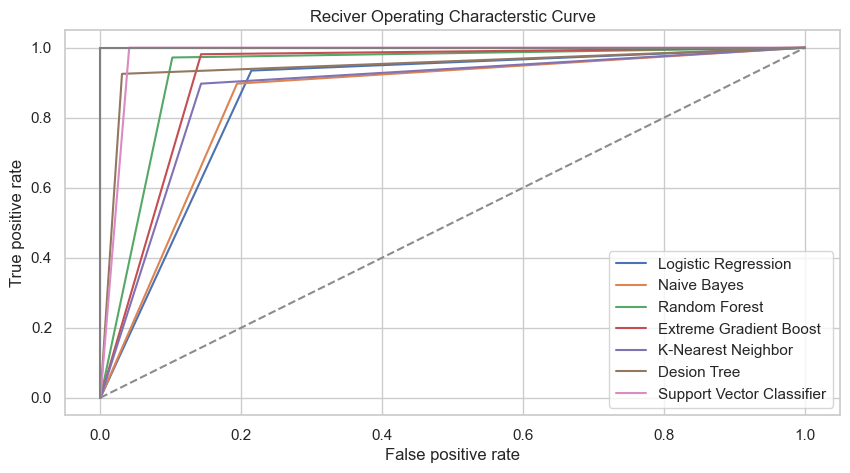 Reciver Operating Characterstic Curve
True positive rate
1.0
0.8
0.6
0.4
0.2
0.0
0.0 0.2 0.4 0.6 0.8 1.0
False positive rate
Logistic Regression
Naive Bayes
Random Forest
Extreme Gradient Boost
K-Nearest Neighbor
Desion Tree
Support Vector Classifier